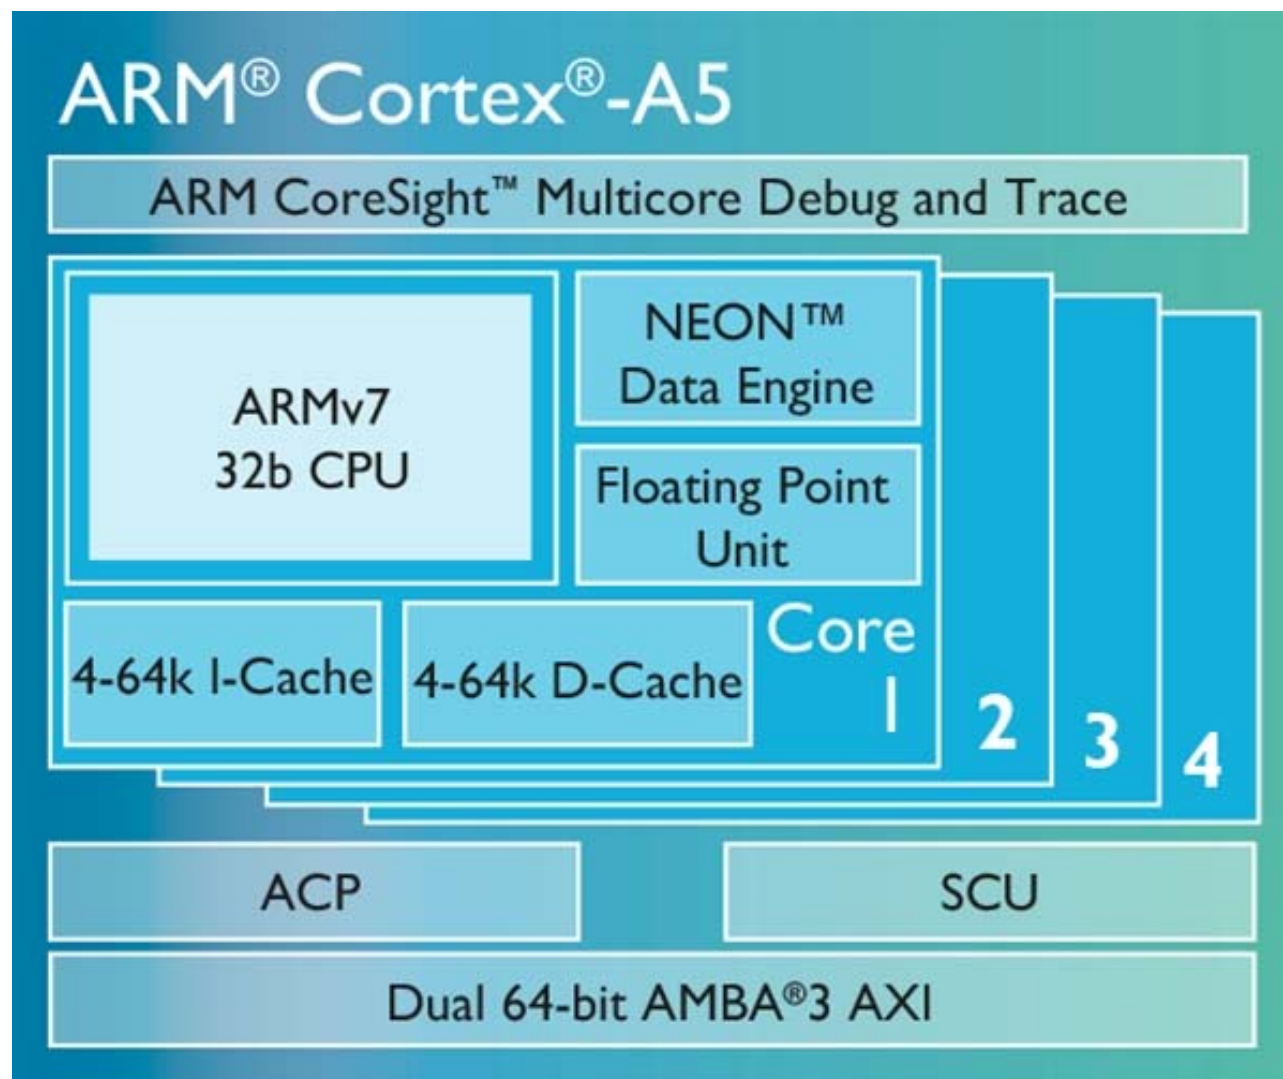 ARM® Cortex®-A5
ARM CoreSight™ Multicore Debug and Trace
ARMv7
32b CPU
NEON™
Data Engine
Floating Point
Unit
4-64k I-Cache
4-64k D-Cache
Core
1
2
3
4
ACP
SCU
Dual 64-bit AMBA®3 AXI